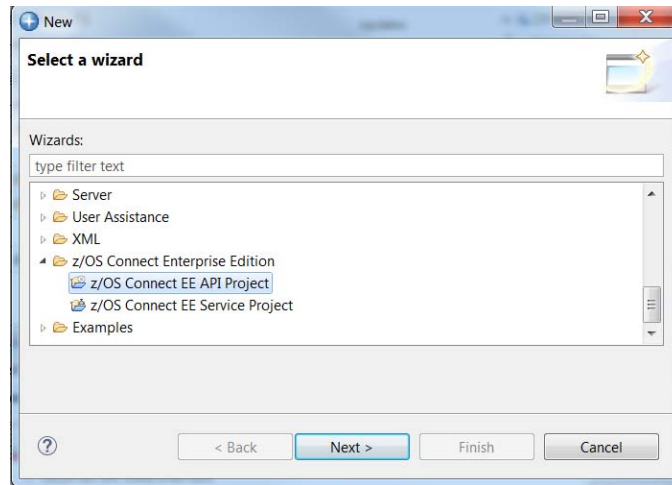 New
Select a wizard
Wizards:
type filter text
Server
User Assistance
XML
z/OS Connect Enterprise Edition
z/OS Connect EE API Project
z/OS Connect EE Service Project
Examples
?
< Back Next > Finish Cancel